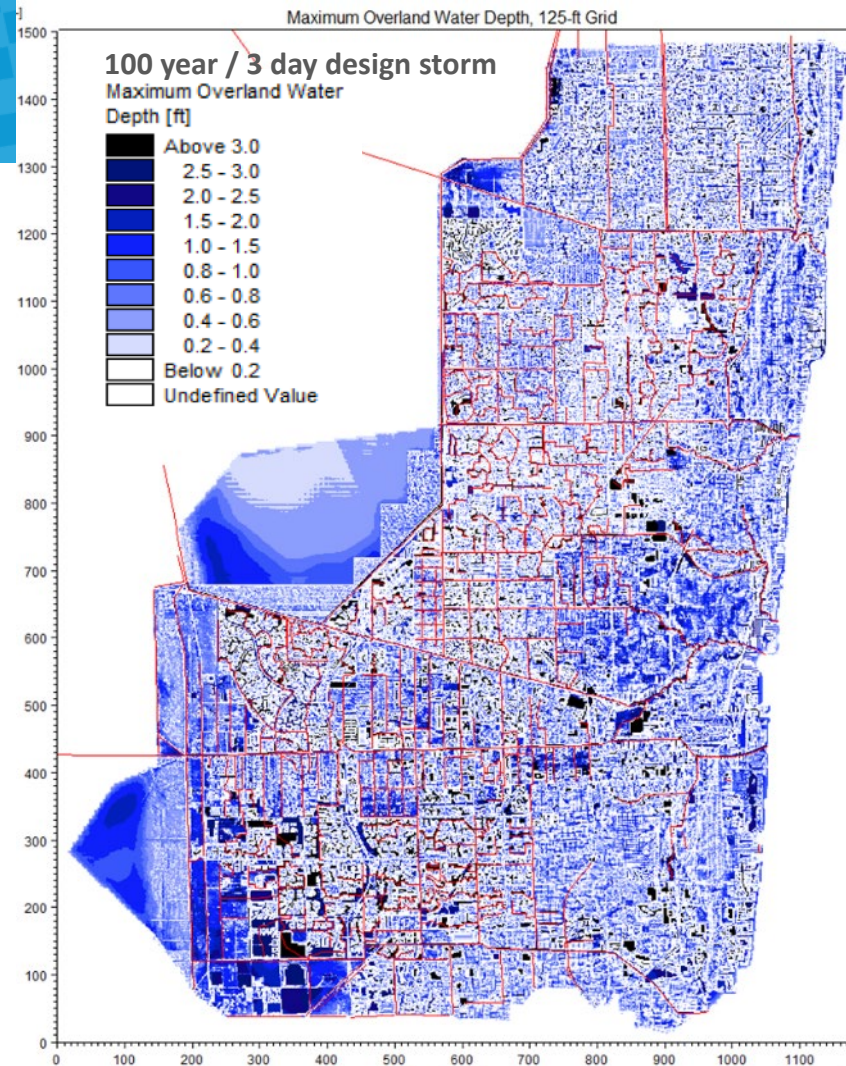 Maximum Overland Water Depth, 125-ft Grid
100 year / 3 day design storm
Maximum Overland Water
Depth [ft]
Above 3.0
2.5 - 3.0
2.0 - 2.5
1.5 - 2.0
1.0 - 1.5
0.8 - 1.0
0.6 - 0.8
0.4 - 0.6
0.2 - 0.4
Below 0.2
Undefined Value
1500
1400
1300
1200
1100
1000
900
800
700
600
500
400
300
200
100
0
0 100 200 300 400 500 600 700 800 900 1000 1100